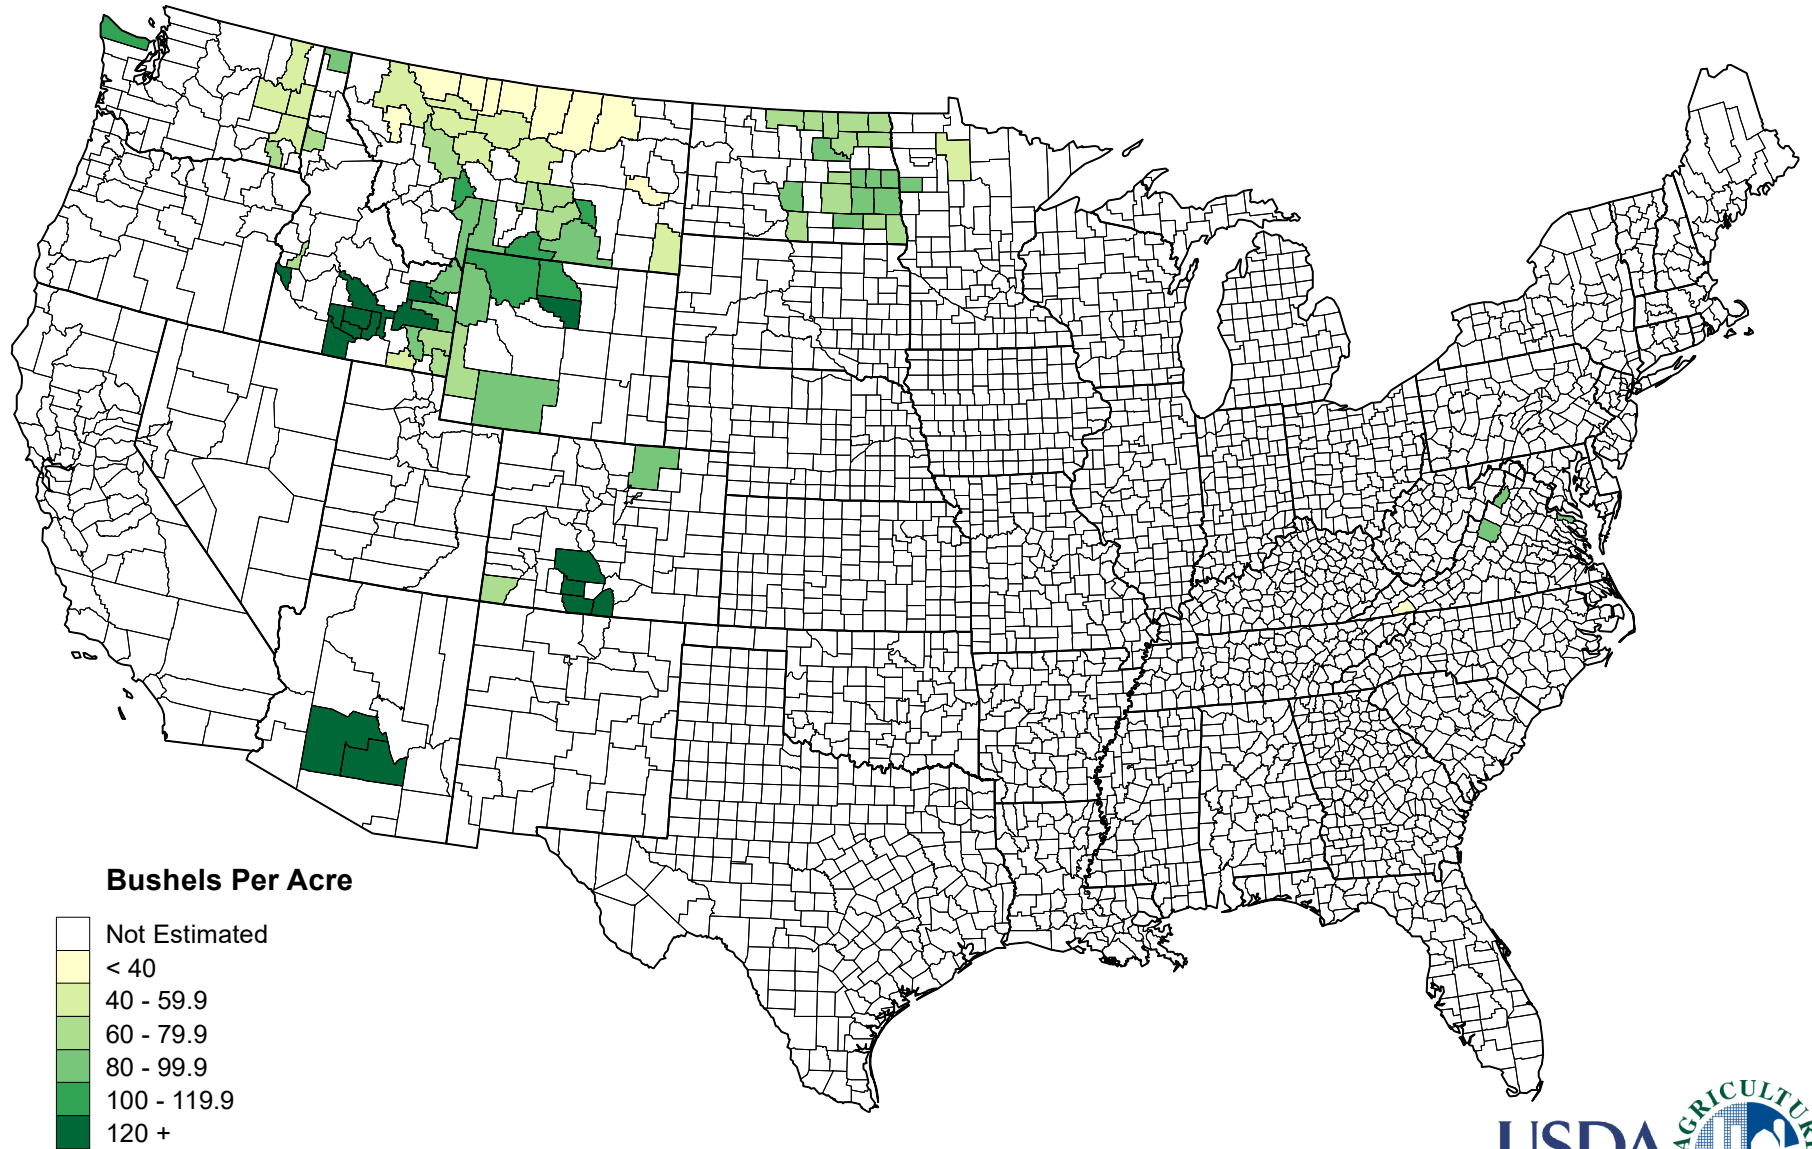 Bushels Per Acre
Not Estimated
< 40
40 - 59.9
60 - 79.9
80 - 99.9
100 - 119.9
120 +
USDA